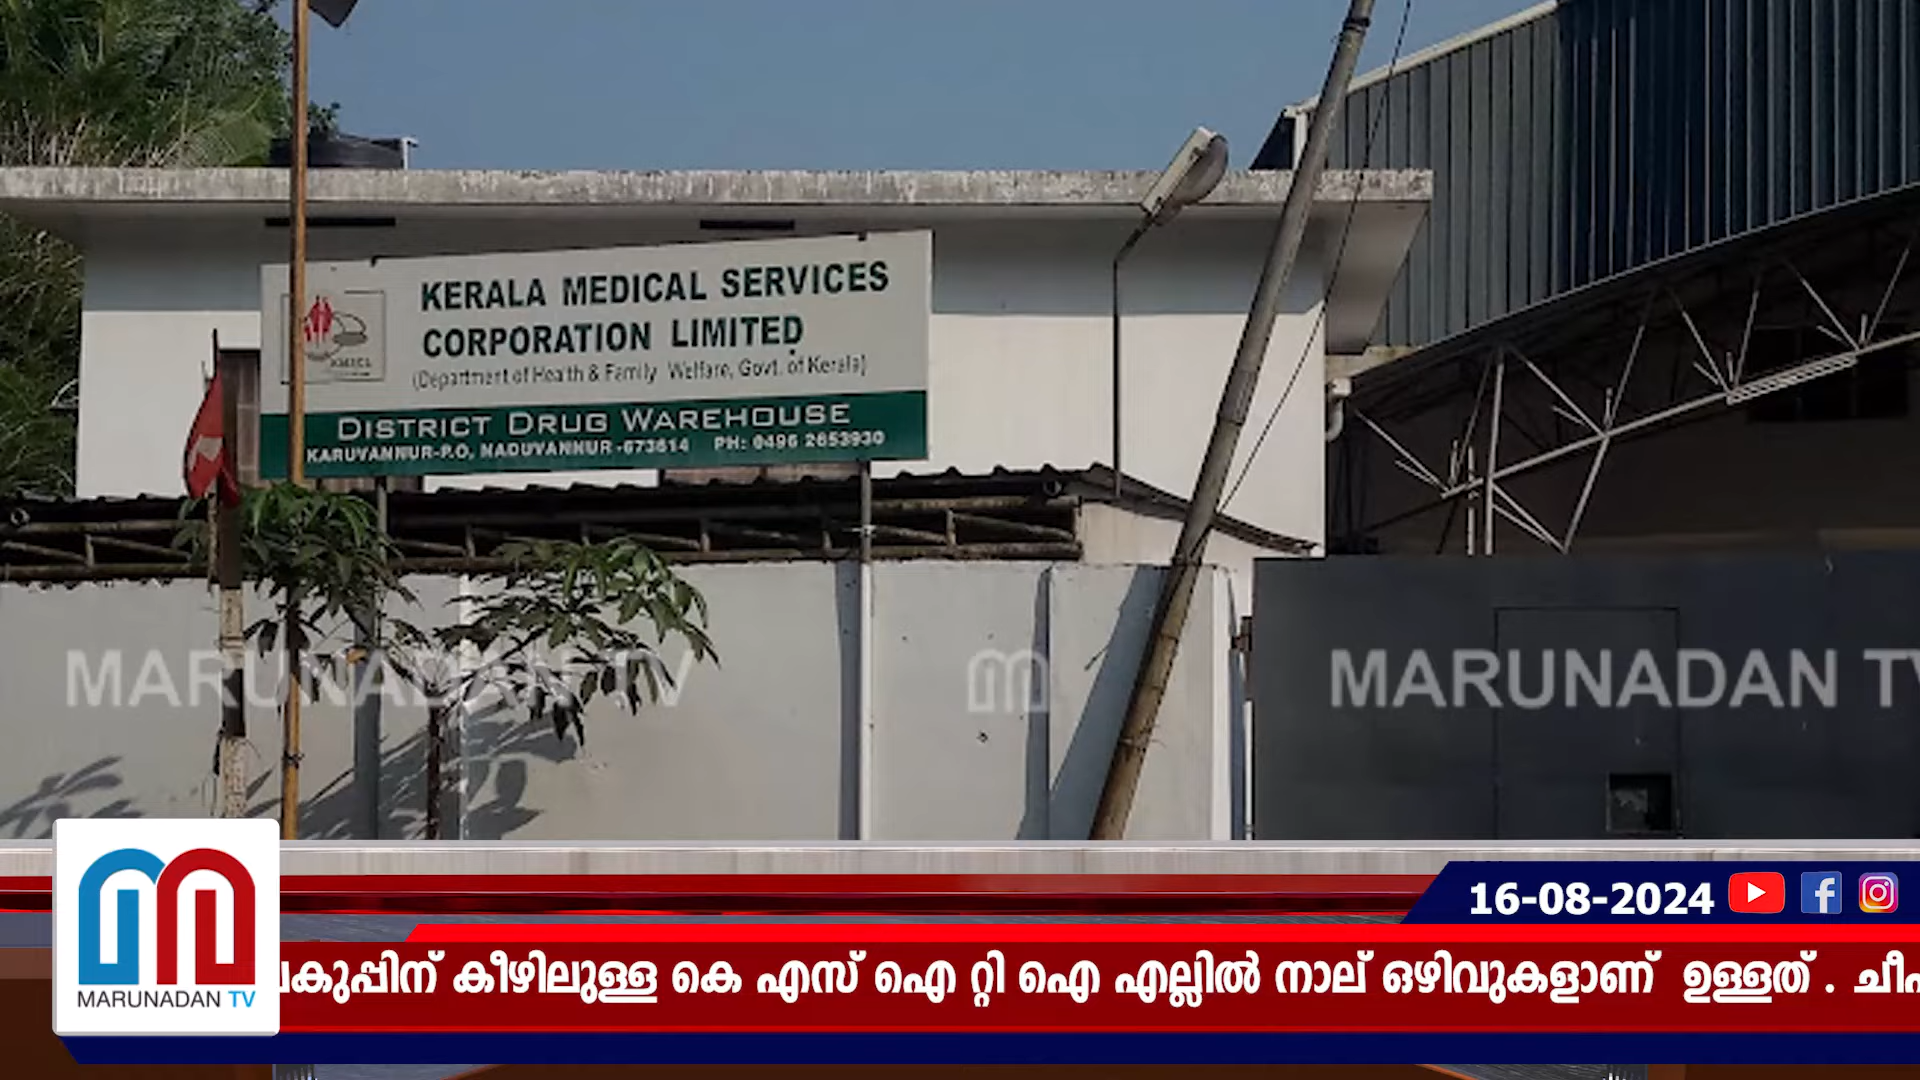 KERALA MEDICAL SERVICES
CORPORATION LIMITED
(Department of Health & Family Welfare, Govt. of Kerala)
KMSCL
DISTRICT DRUG WAREHOUSE
KARUVANNUR-P.O, NADUVANNUR -673614 PH: 0496 2653930
MARUNADAN TV
MARUNADAN TV
16-08-2024
കീഴിലുള്ള കെ എസ് ഐ റ്റി ഐ എല്ലിൽ നാല് ഒഴിവുകളാണ് ഉള്ളത് .
MARUNADAN TV